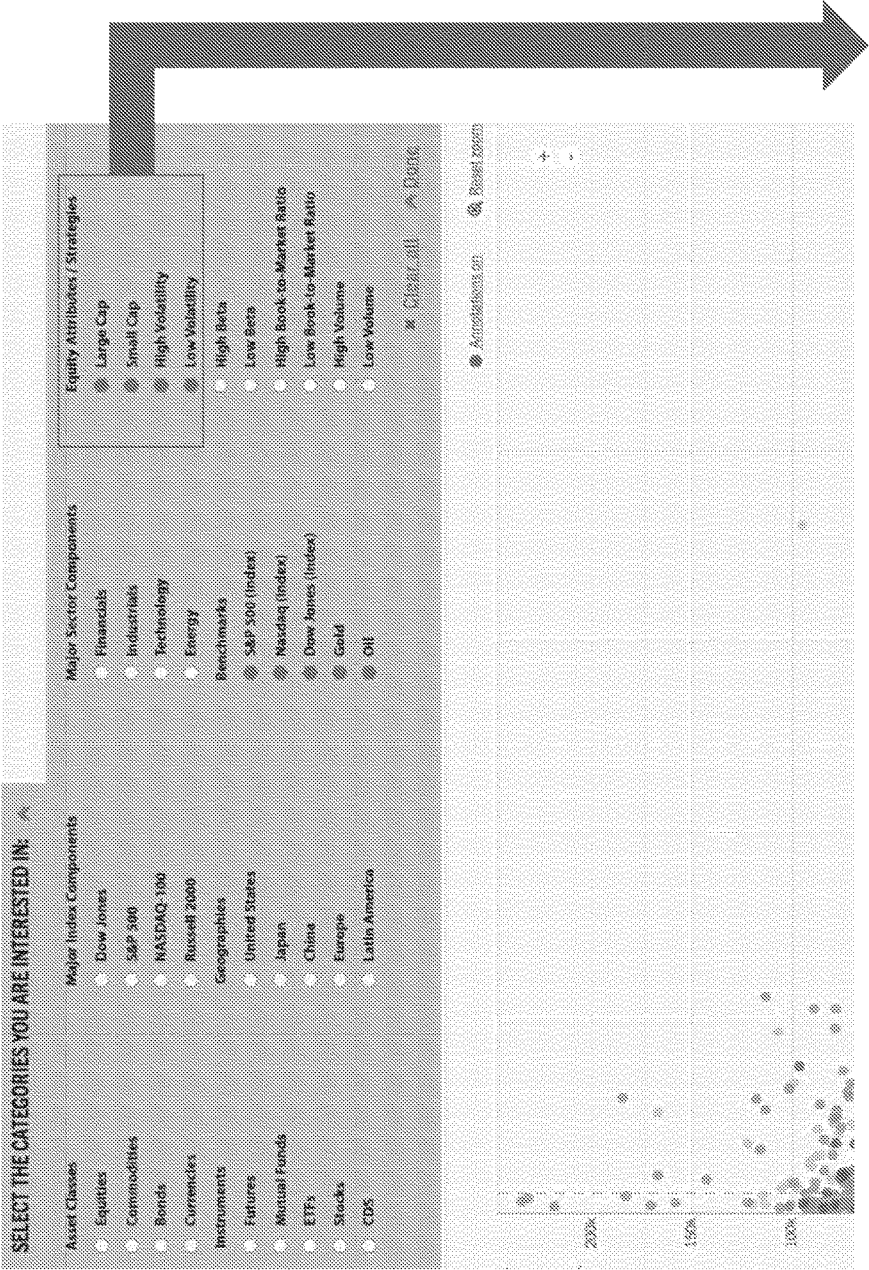 SELECT THE CATEGORIES YOU ARE INTERESTED IN:
Asset Classes
Equities
Commodities
Bonds
Currencies
Instruments
Futures
Mutual Funds
ETFs
Stocks
CDS
Major Index Components
Dow Jones
S&P 500
NASDAQ-100
Russell 2000
Geographies
United States
Japan
China
Europe
Latin America
Major Sector Components
Financials
Industrials
Technology
Energy
Benchmarks
S&P 500 (Index)
Nasdaq (Index)
Dow Jones (Index)
Gold
Oil
Equity Attributes / Strategies
Large Cap
Small Cap
High Volatility
Low Volatility
High Beta
Low Beta
High Book-to-Market Ratio
Low Book-to-Market Ratio
High Volume
Low Volume
× Clear all
Done
Annotations on
Reset zoom
+
-
200k
150k
100k